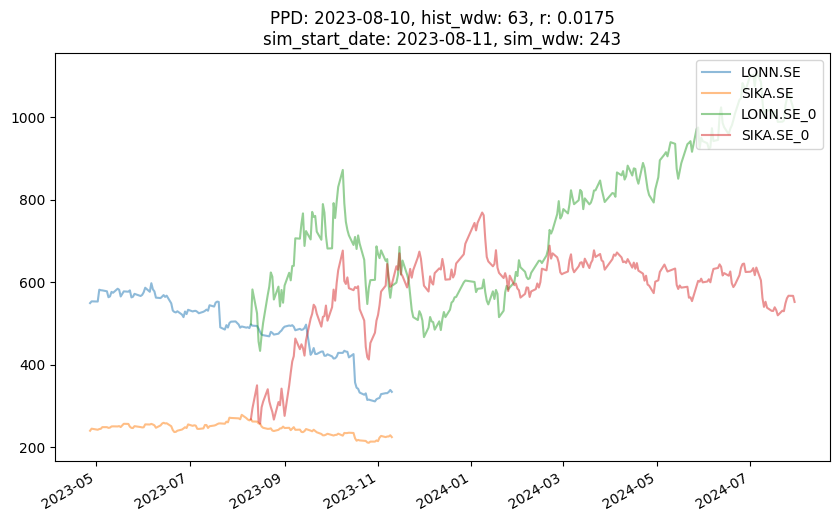 PPD: 2023-08-10, hist_wdw: 63, r: 0.0175
sim_start_date: 2023-08-11, sim_wdw: 243
LONN.SE
SIKA.SE
LONN.SE_0
SIKA.SE_0
1000
800
600
400
200
2023-05
2023-07
2023-09
2023-11
2024-01
2024-03
2024-05
2024-07